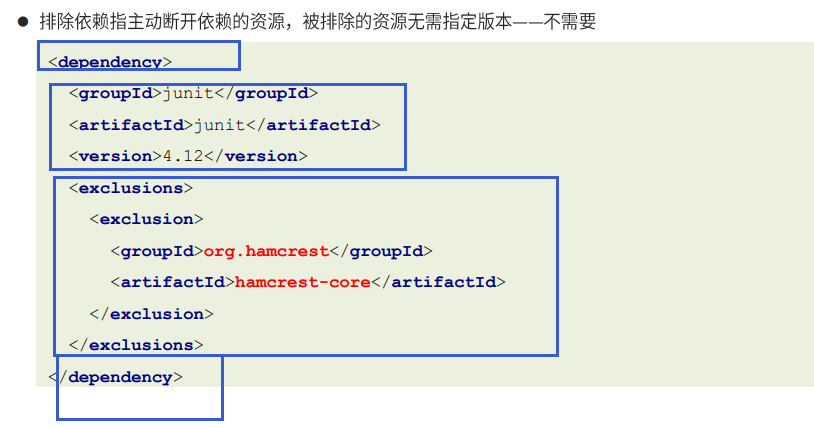 ● 排除依赖指主动断开依赖的资源，被排除的资源无需指定版本——不需要
<dependency>
<groupId>junit</groupId>
<artifactId>junit</artifactId>
<version>4.12</version>
<exclusions>
<exclusion>
<groupId>org.hamcrest</groupId>
<artifactId>hamcrest-core</artifactId>
</exclusion>
</exclusions>
</dependency>